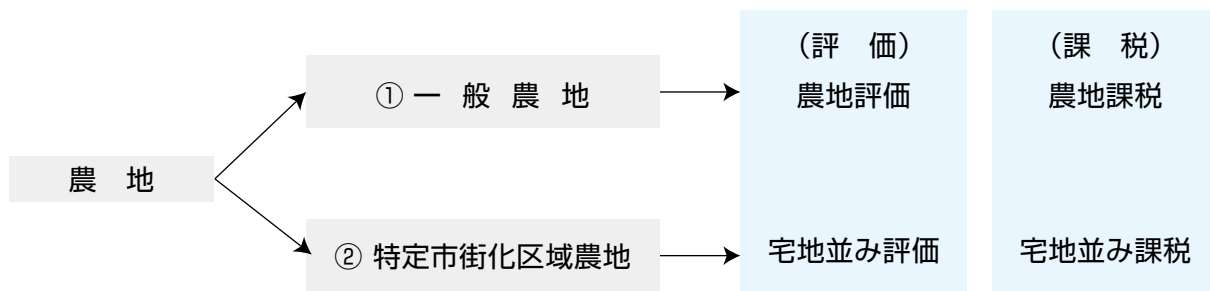 農 地
① 一 般 農 地
② 特定市街化区域農地
（評 価）
農地評価
宅地並み評価
（課 税）
農地課税
宅地並み課税